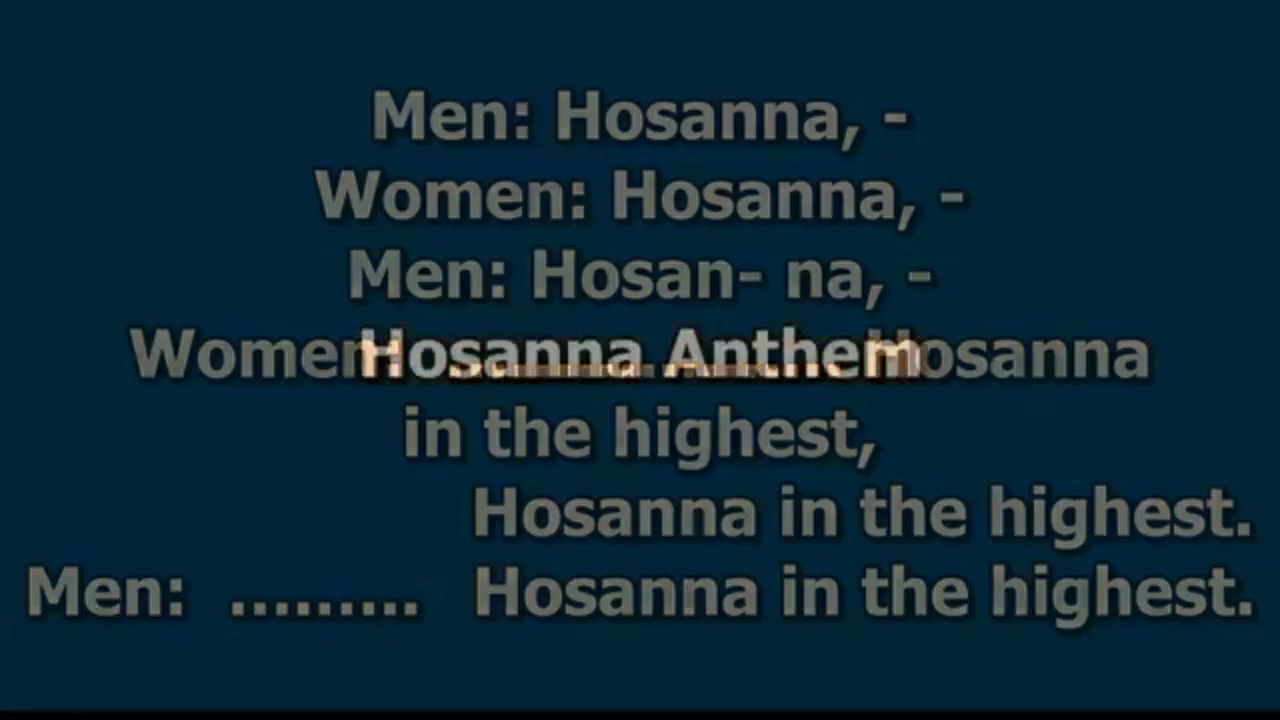 Men: Hosanna, -
Women: Hosanna, -
Men: Hosan- na, -
Women: Hosanna Anthem Hosanna
in the highest,
Hosanna in the highest.
Men: ......... Hosanna in the highest.